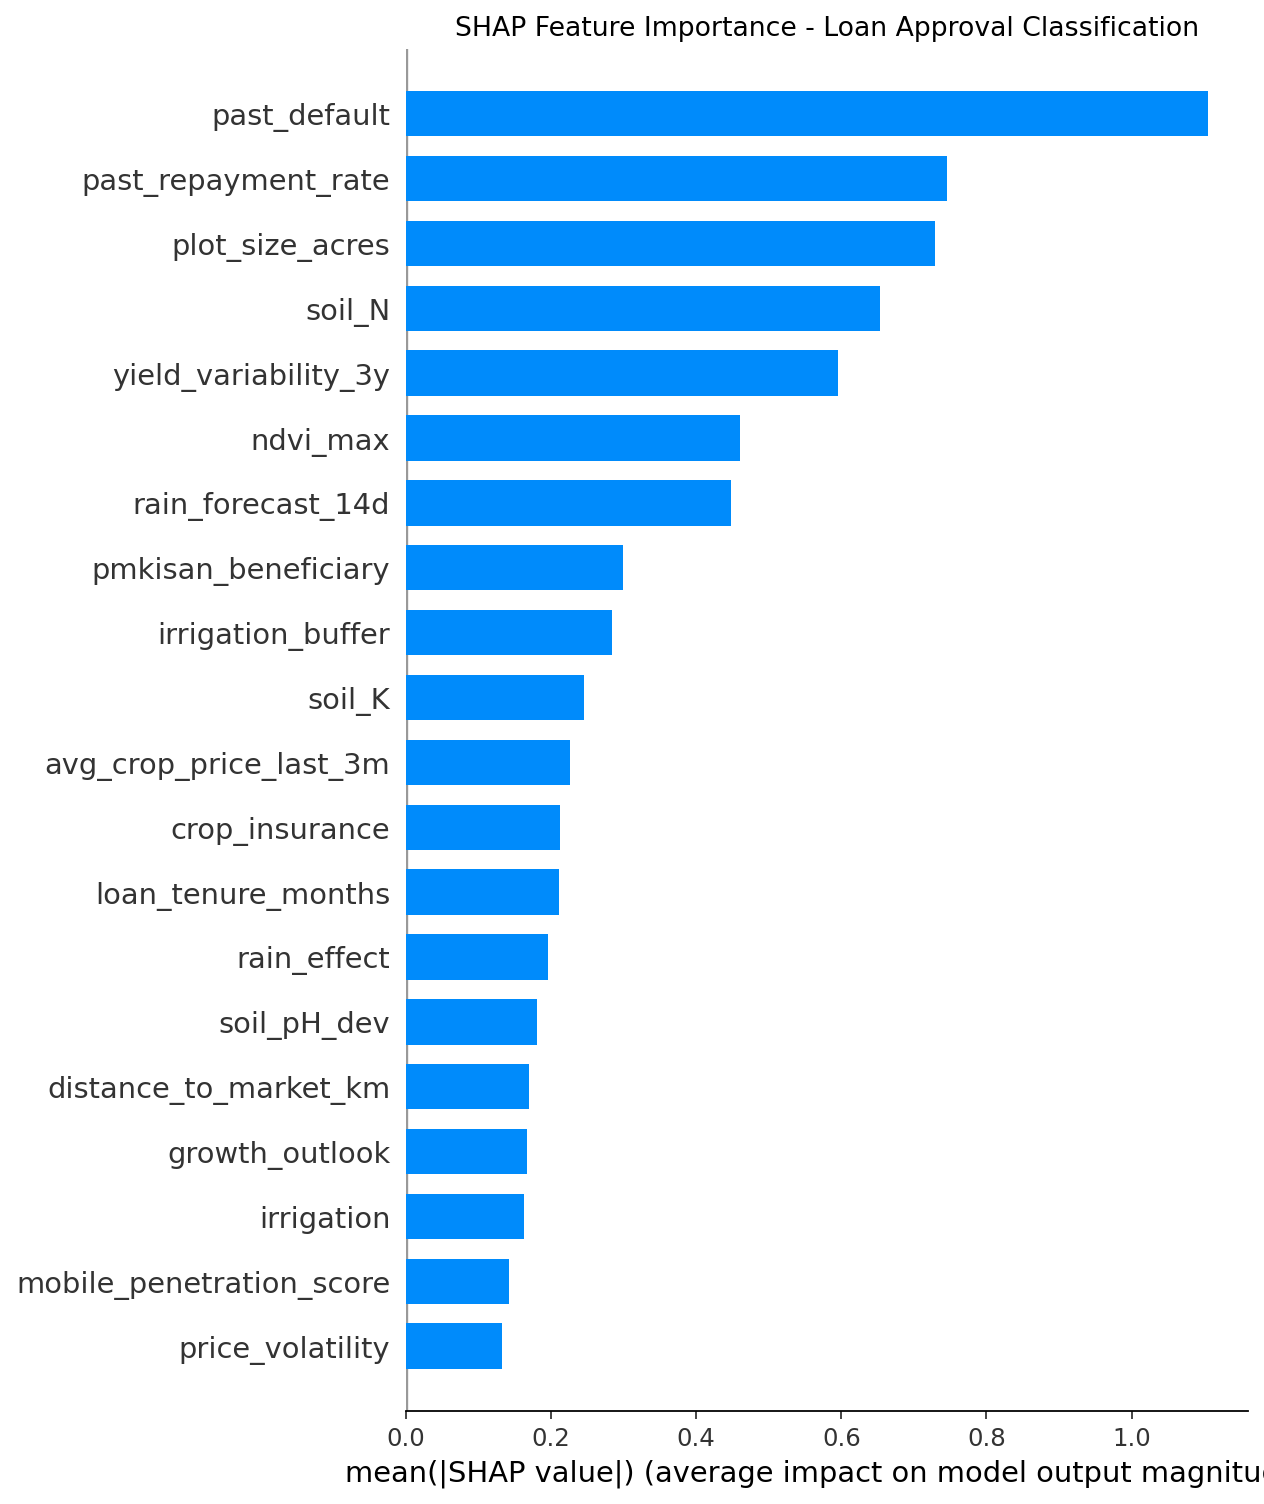 SHAP Feature Importance - Loan Approval Classification
past_default
past_repayment_rate
plot_size_acres
soil_N
yield_variability_3y
ndvi_max
rain_forecast_14d
pmkisan_beneficiary
irrigation_buffer
soil_K
avg_crop_price_last_3m
crop_insurance
loan_tenure_months
rain_effect
soil_pH_dev
distance_to_market_km
growth_outlook
irrigation
mobile_penetration_score
price_volatility
0.0 0.2 0.4 0.6 0.8 1.0
mean(|SHAP value|) (average impact on model output magnitu